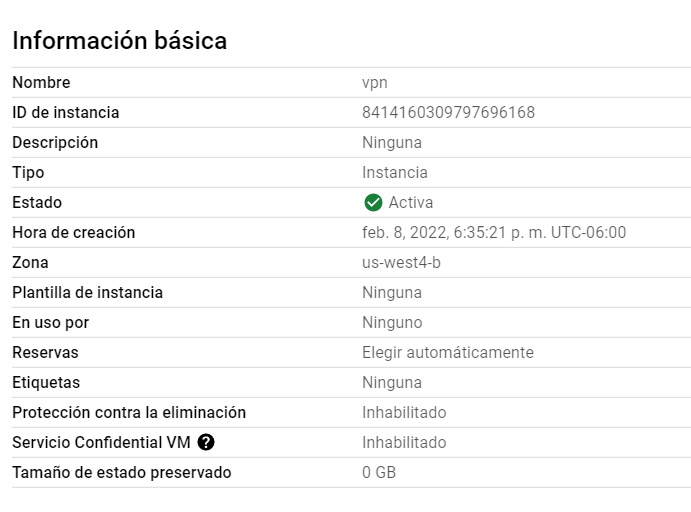 Información básica
Nombre vpn
ID de instancia 8414160309797696168
Descripción Ninguna
Tipo Instancia
Estado Activa
Hora de creación feb. 8, 2022, 6:35:21 p. m. UTC-06:00
Zona us-west4-b
Plantilla de instancia Ninguna
En uso por Ninguno
Reservas Elegir automáticamente
Etiquetas Ninguna
Protección contra la eliminación Inhabilitado
Servicio Confidential VM ? Inhabilitado
Tamaño de estado preservado 0 GB